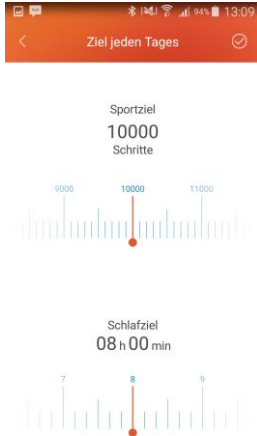 94% 13:09
Ziel jeden Tages
Sportziel
10000
Schritte
9000 10000 11000
Schlafziel
08 h 00 min
7 8 9